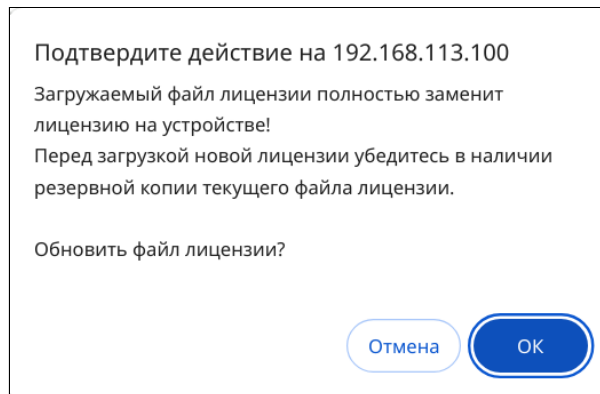 Подтвердите действие на 192.168.113.100
Загружаемый файл лицензии полностью заменит
лицензию на устройстве!
Перед загрузкой новой лицензии убедитесь в наличии
резервной копии текущего файла лицензии.
Обновить файл лицензии?
Отмена
ОК